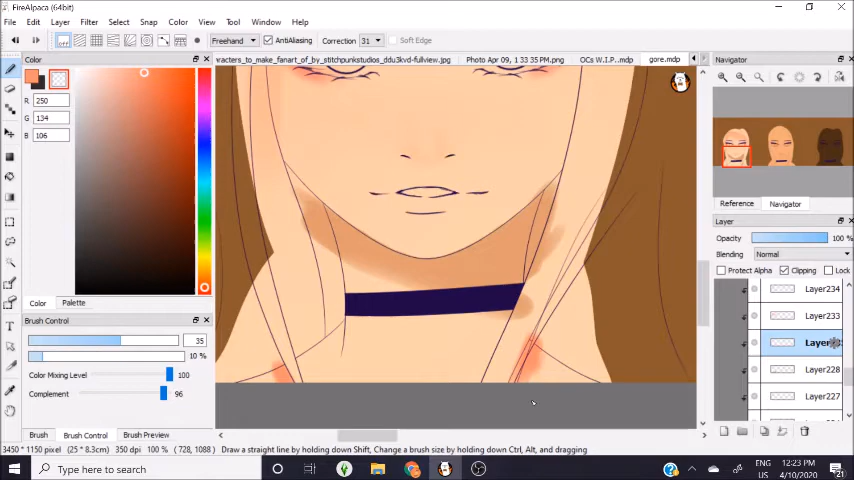 FireAlpaca (64bit)
File Edit Layer Filter Select Snap Color View Tool Window Help
Freehand AntiAliasing Correction 31 Soft Edge
Color
R 250
G 134
B 106
Color Palette
Brush Control
35
10 %
Color Mixing Level 100
Complement 96
Brush Brush Control Brush Preview
vracters_to_make_fanart_of_by_stitchpunkstudios_ddu3kvd-fullview.jpg Photo Apr 09, 1 33 35 PM.png OCs W.I.P...mdp gore.mdp
Navigator
Reference Navigator
Layer
Opacity 100 %
Blending Normal
Protect Alpha Clipping Lock
Layer234
Layer233
Layer228
Layer227
3450 * 1150 pixel (25 * 8.3cm) 350 dpi 100 % ( 728, 1088 ) Draw a straight line by holding down Shift, Change a brush size by holding down Ctrl, Alt, and dragging
Type here to search
ENG
US
12:23 PM
4/10/2020
21